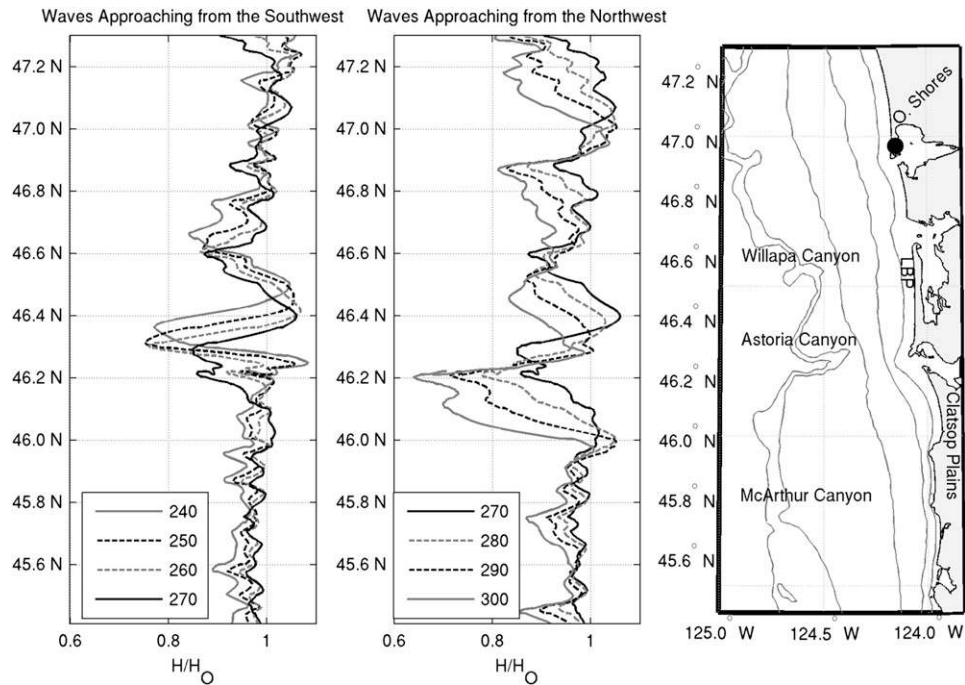 Waves Approaching from the Southwest
47.2 N
47.0 N
46.8 N
46.6 N
46.4 N
46.2 N
46.0 N
45.8 N
45.6 N
240
250
260
270
0.6
0.8
1
H/HO
Waves Approaching from the Northwest
47.2 N
47.0 N
46.8 N
46.6 N
46.4 N
46.2 N
46.0 N
45.8 N
45.6 N
270
280
290
300
0.6
0.8
1
H/HO
47.2 °N
47.0 °N
46.8 °N
46.6 °N
46.4 °N
46.2 °N
46.0 °N
45.8 °N
45.6 °N
O. Shores
Willapa Canyon
LBP
Astoria Canyon
Clatsop Plains
McArthur Canyon
125.0 °W
124.5 °W
124.0 °W